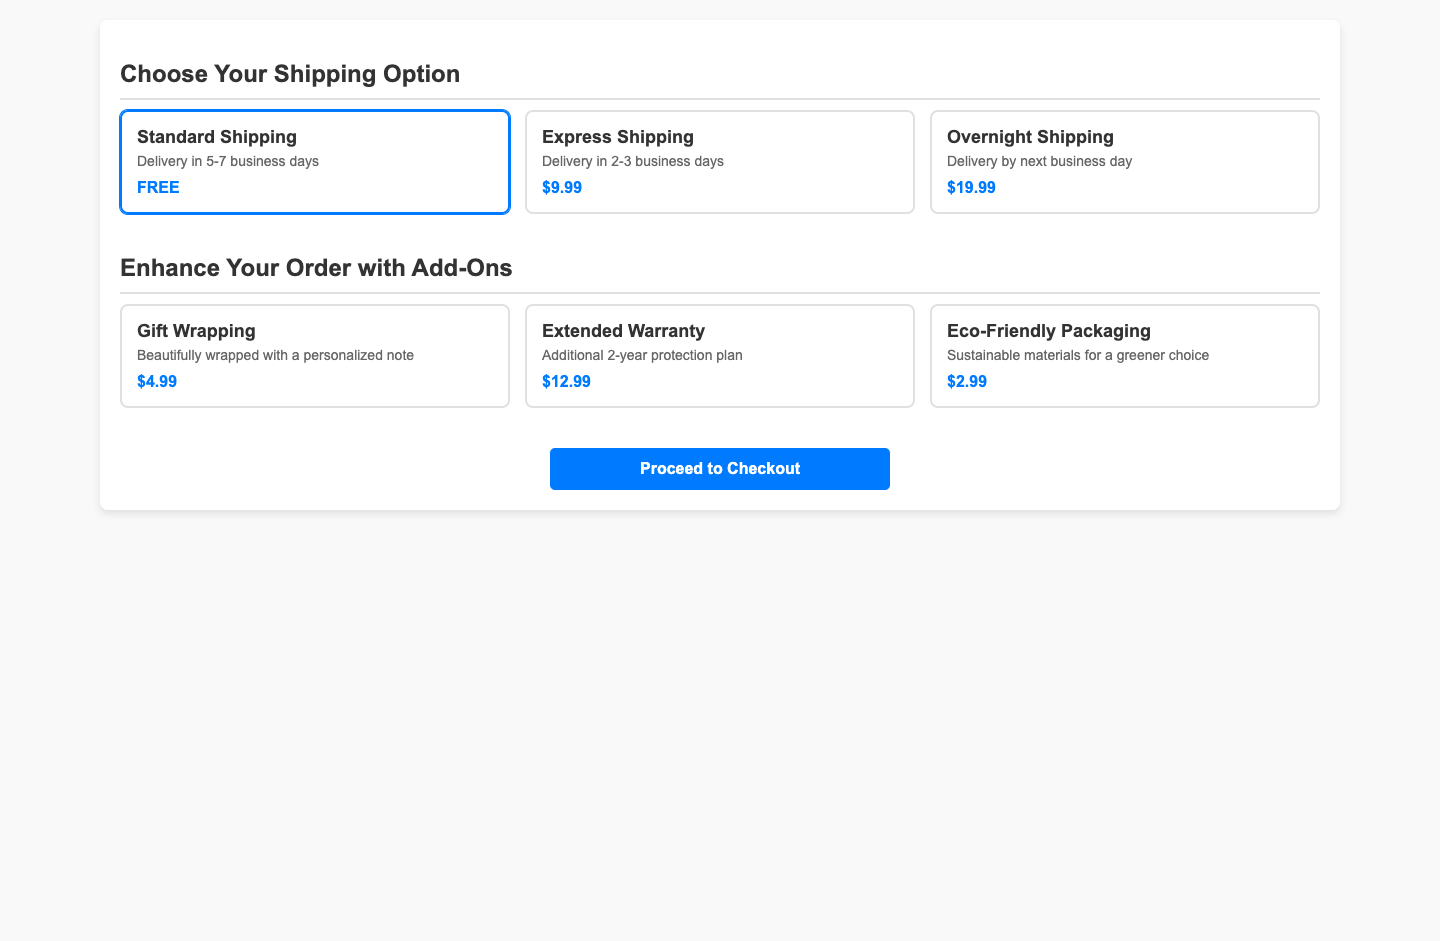 Choose Your Shipping Option
Standard Shipping
Delivery in 5-7 business days
FREE
Express Shipping
Delivery in 2-3 business days
$9.99
Overnight Shipping
Delivery by next business day
$19.99
Enhance Your Order with Add-Ons
Gift Wrapping
Beautifully wrapped with a personalized note
$4.99
Extended Warranty
Additional 2-year protection plan
$12.99
Eco-Friendly Packaging
Sustainable materials for a greener choice
$2.99
Proceed to Checkout